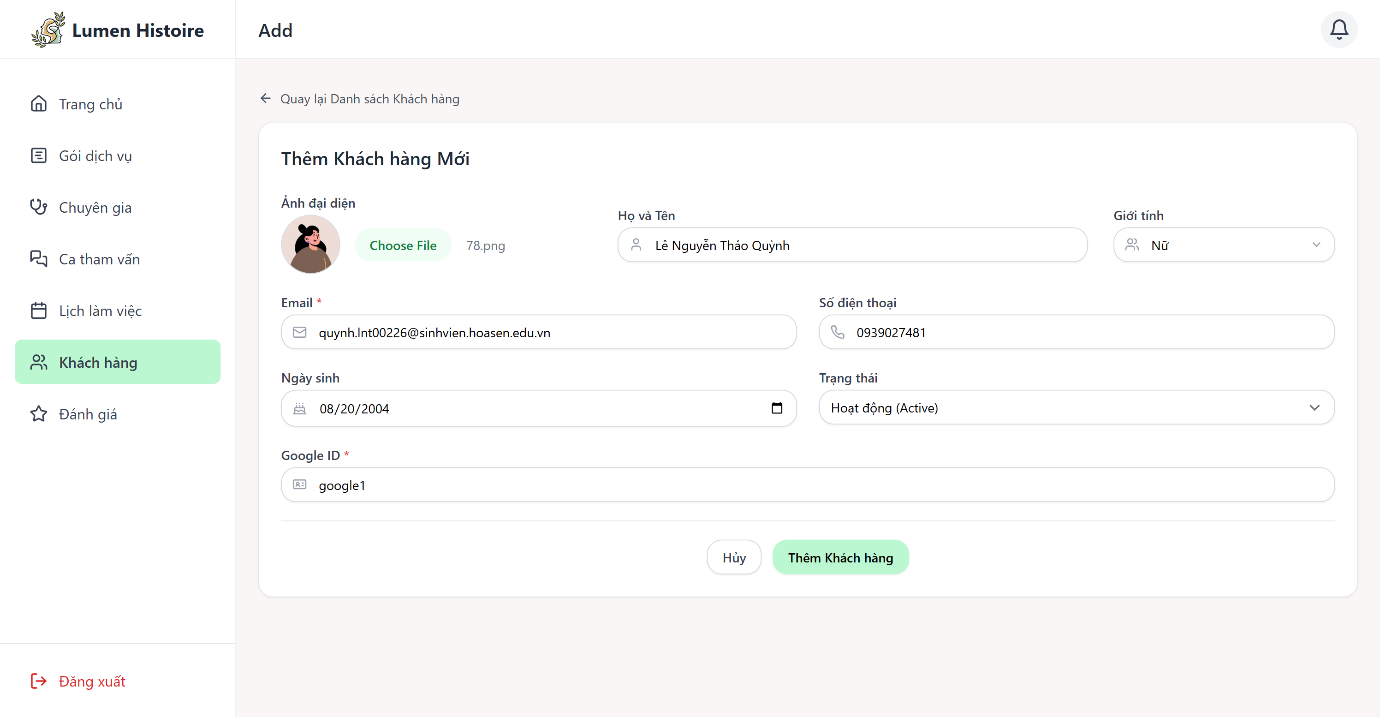 Lumen Histoire
Add
Trang chủ
Gói dịch vụ
Chuyên gia
Ca tham vấn
Lịch làm việc
Khách hàng
Đánh giá
Đăng xuất
Quay lại Danh sách Khách hàng
Thêm Khách hàng Mới
Ảnh đại diện
Choose File 78.png
Họ và Tên
Lê Nguyễn Thảo Quỳnh
Giới tính
Nữ
Email *
quynh.lnt00226@sinhvien.hoasen.edu.vn
Số điện thoại
0939027481
Ngày sinh
08/20/2004
Trạng thái
Hoạt động (Active)
Google ID *
google1
Hủy
Thêm Khách hàng